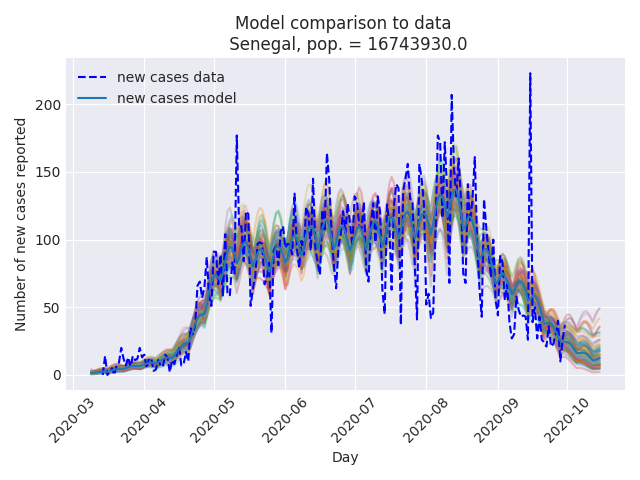 Model comparison to data
Senegal, pop. = 16743930.0
new cases data
new cases model
Number of new cases reported
200
150
100
50
0
2020-03
2020-04
2020-05
2020-06
2020-07
2020-08
2020-09
2020-10
Day